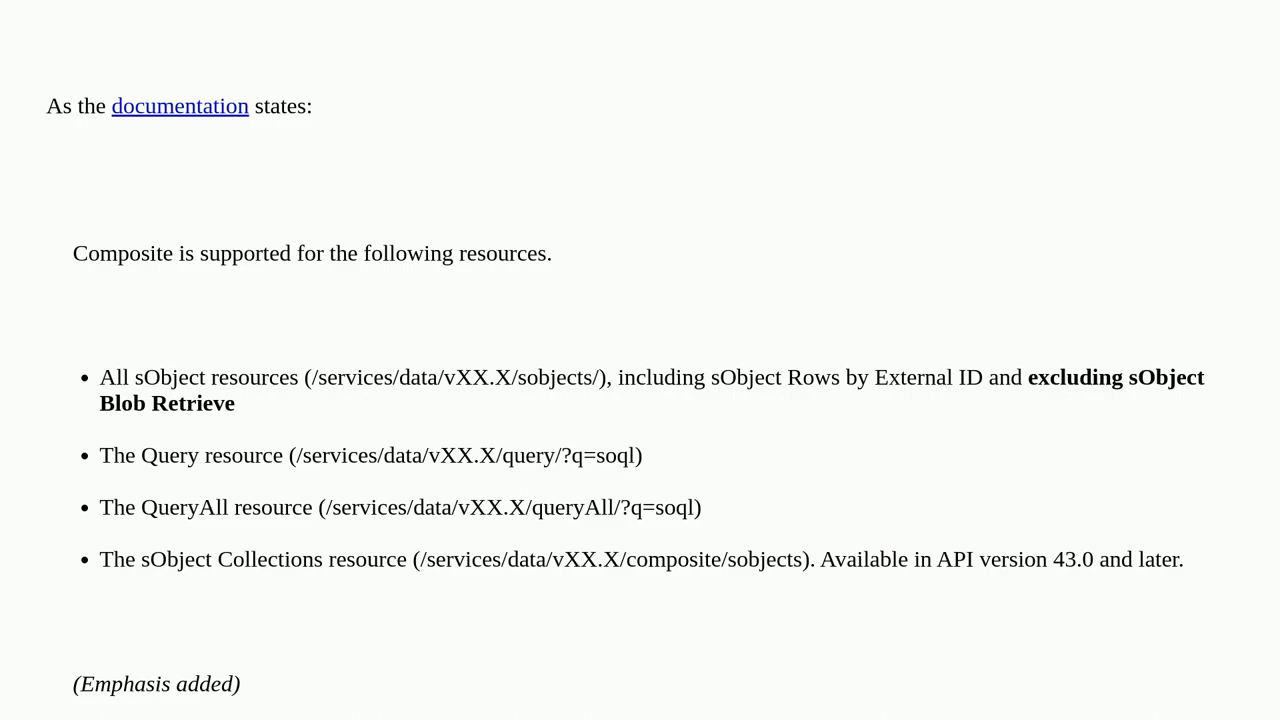 As the documentation states:
Composite is supported for the following resources.
• All sObject resources (/services/data/vXX.X/sobjects/), including sObject Rows by External ID and excluding sObject
Blob Retrieve
• The Query resource (/services/data/vXX.X/query/?q=soql)
• The QueryAll resource (/services/data/vXX.X/queryAll/?q=soql)
• The sObject Collections resource (/services/data/vXX.X/composite/sobjects). Available in API version 43.0 and later.
(Emphasis added)